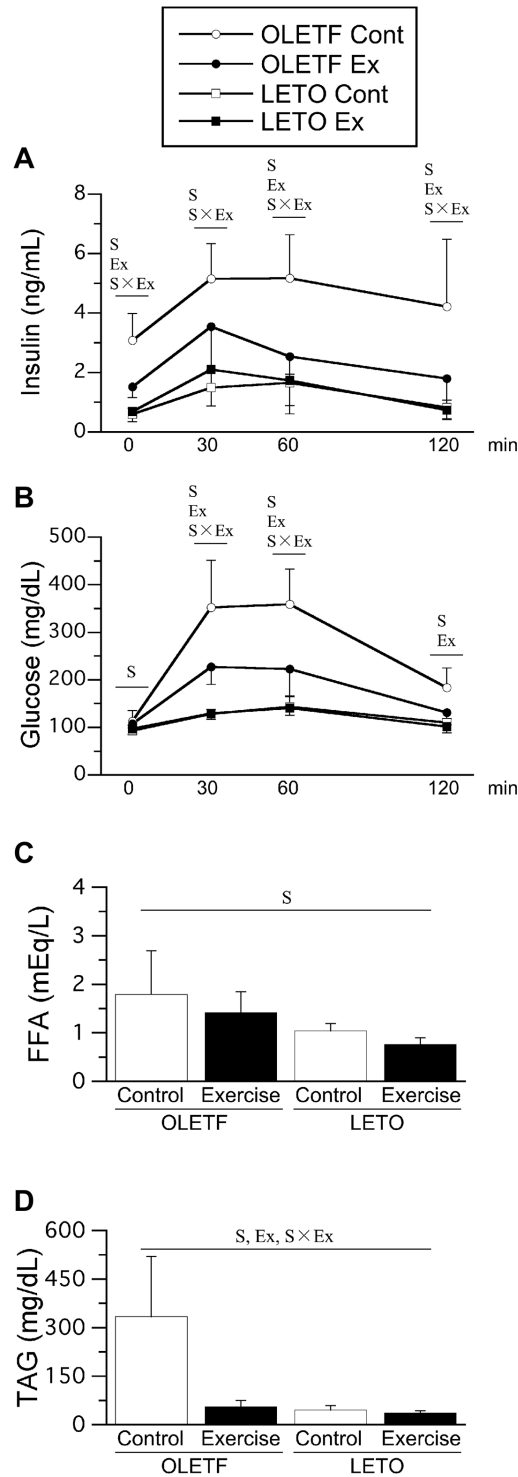 OLETF Cont
OLETF Ex
LETO Cont
LETO Ex
A
S
Ex
S×Ex
S
S×Ex
S
Ex
S×Ex
S
Ex
S×Ex
Insulin (ng/mL)
8
6
4
2
0
0 30 60 120 min
B
S
S
Ex
S×Ex
S
Ex
S×Ex
S
Ex
Glucose (mg/dL)
500
400
300
200
100
0
0 30 60 120 min
C
S
FFA (mEq/L)
4
3
2
1
0
Control Exercise Control Exercise
OLETF LETO
D
S, Ex, S×Ex
TAG (mg/dL)
600
450
300
150
0
Control Exercise Control Exercise
OLETF LETO